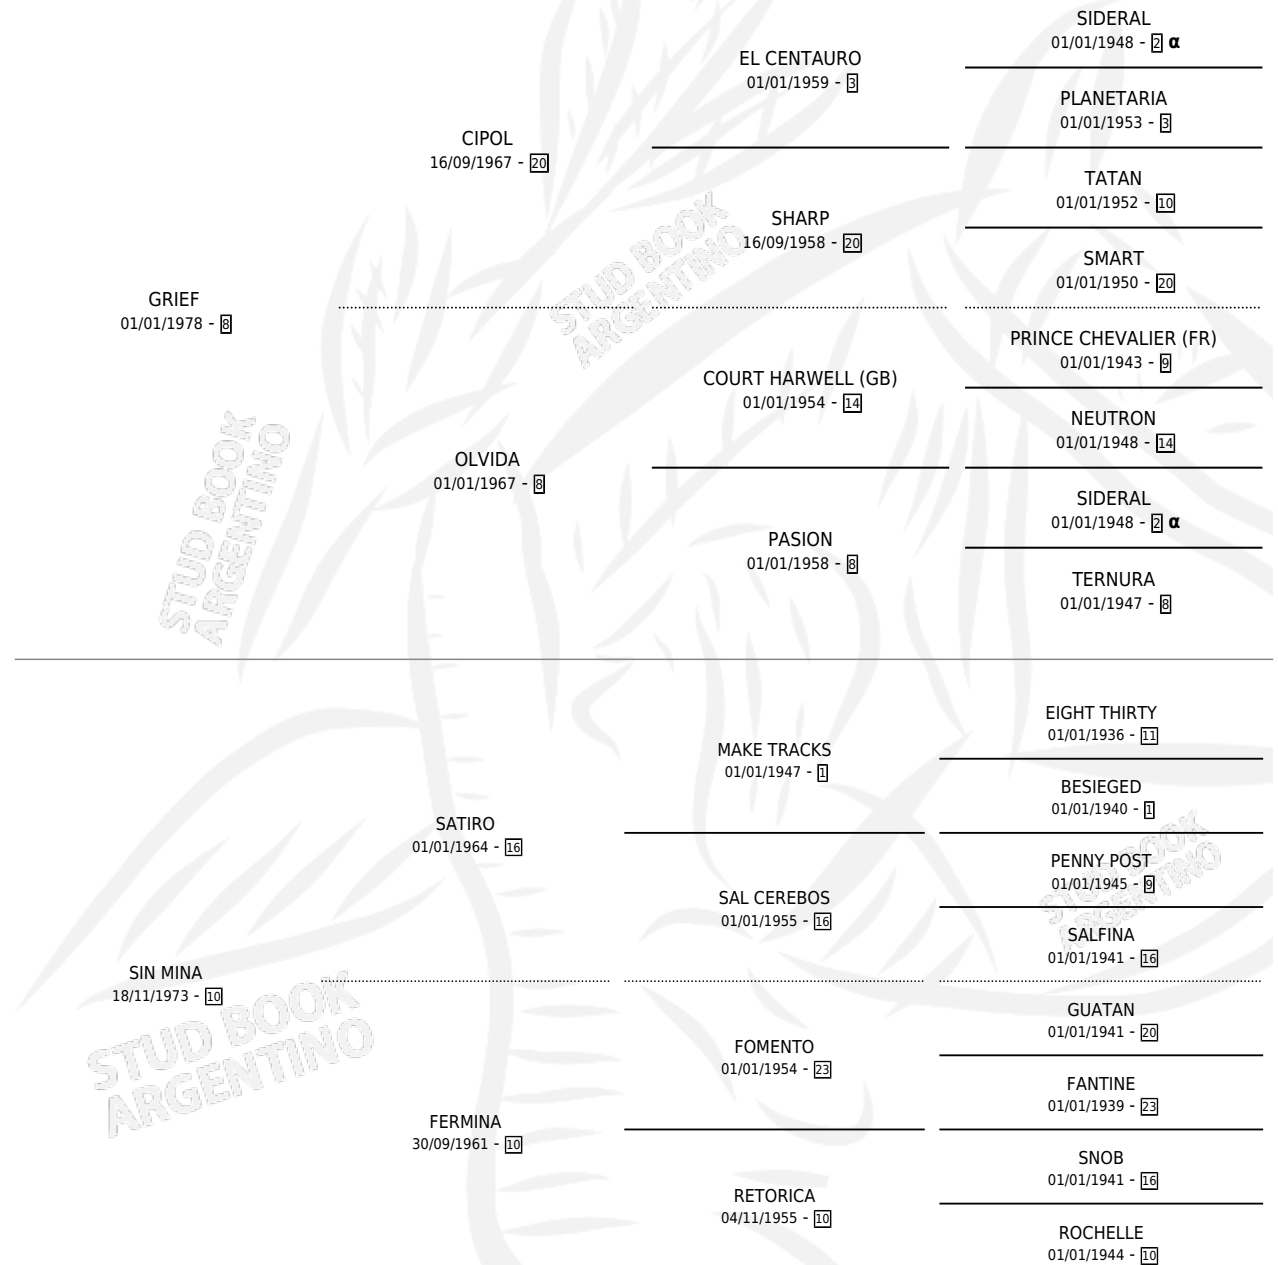 SIDERAL
01/01/1948 - 2 α
EL CENTAURO
01/01/1959 - 3
PLANETARIA
01/01/1953 - 3
CIPOL
16/09/1967 - 20
TATAN
01/01/1952 - 10
SHARP
16/09/1958 - 20
SMART
01/01/1950 - 20
GRIEF
01/01/1978 - 8
PRINCE CHEVALIER (FR)
01/01/1943 - 9
COURT HARWELL (GB)
01/01/1954 - 14
NEUTRON
01/01/1948 - 14
OLVIDA
01/01/1967 - 8
SIDERAL
01/01/1948 - 2 α
PASION
01/01/1958 - 8
TERNURA
01/01/1947 - 8
EIGHT THIRTY
01/01/1936 - 11
MAKE TRACKS
01/01/1947 - 1
BESIEGED
01/01/1940 - 1
SATIRO
01/01/1964 - 16
PENNY POST
01/01/1945 - 9
SAL CEREBOS
01/01/1955 - 16
SALFINA
01/01/1941 - 16
SIN MINA
18/11/1973 - 10
GUATAN
01/01/1941 - 20
FOMENTO
01/01/1954 - 23
FANTINE
01/01/1939 - 23
FERMINA
30/09/1961 - 10
SNOB
01/01/1941 - 16
RETORICA
04/11/1955 - 10
ROCHELLE
01/01/1944 - 10
STUD BOOK
ARGENTINO
STUD BOOK
ARGENTINO
STUD BOOK
ARGENTINO
STUD BOOK
ARGENTINO